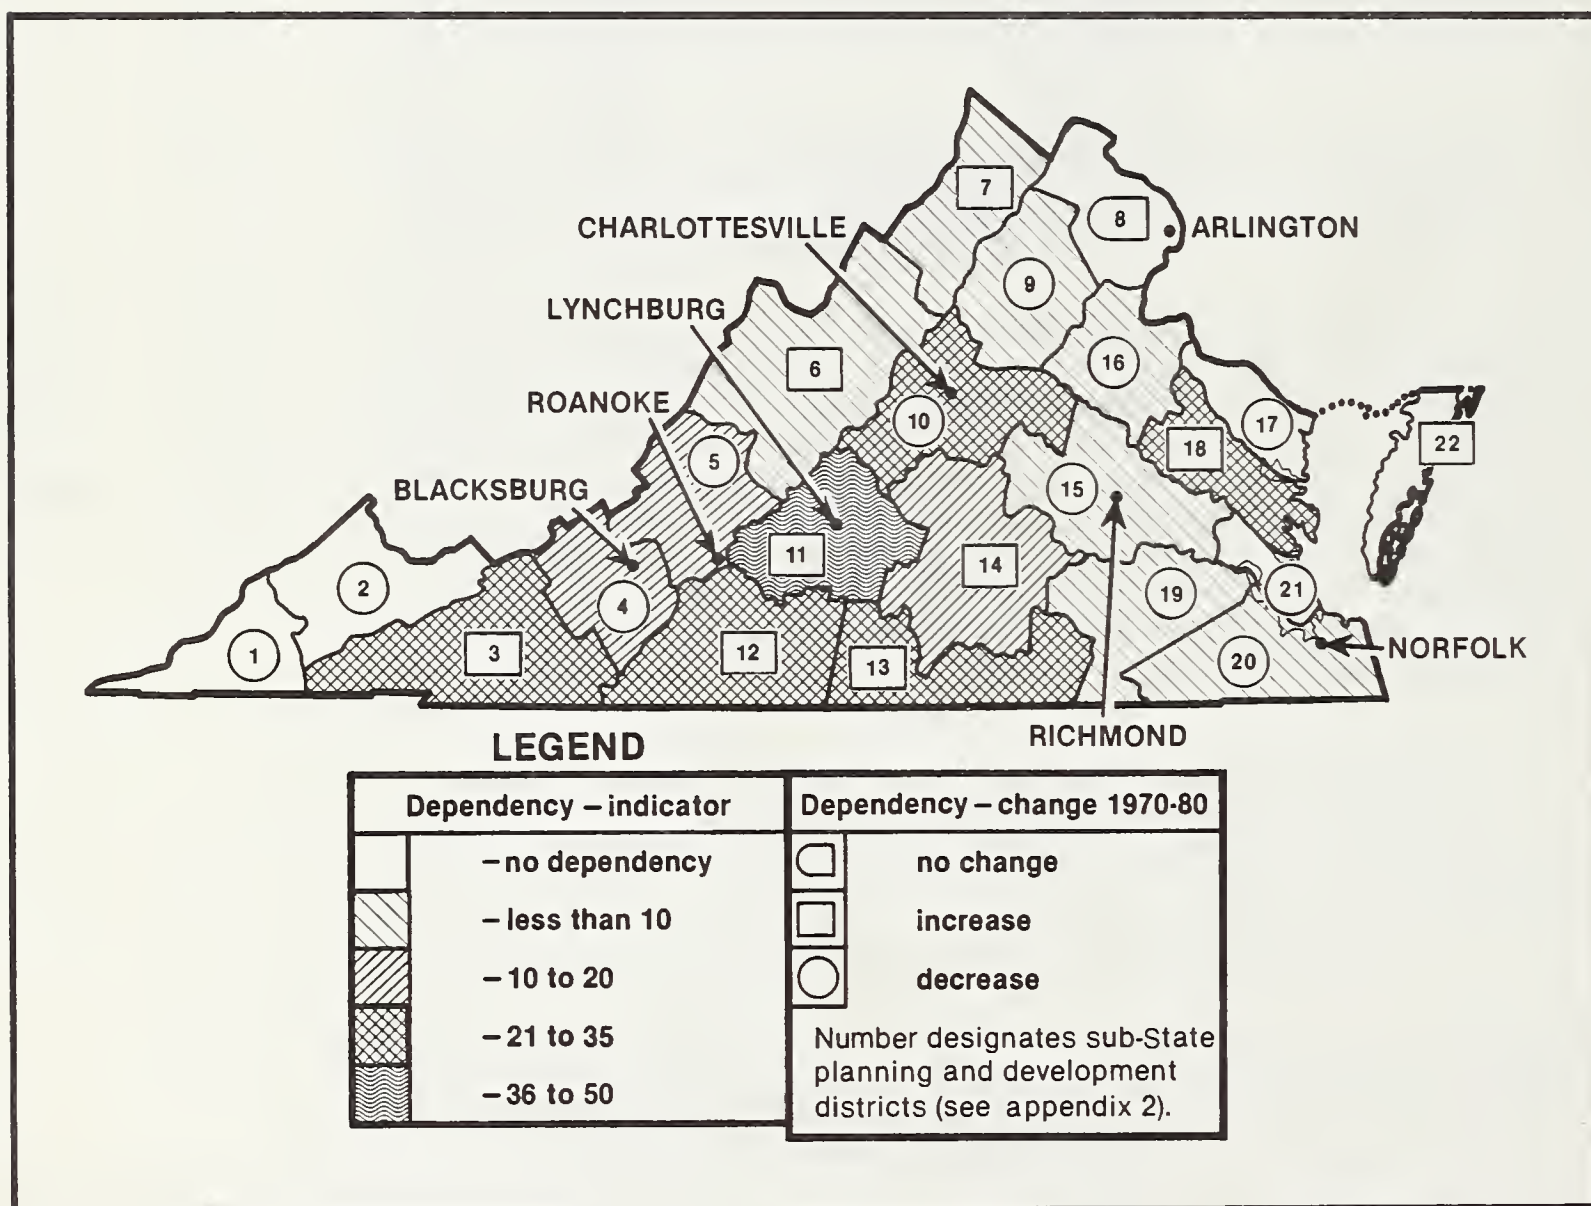 7
8
CHARLOTTESVILLE
ARLINGTON
9
LYNCHBURG
6
16
ROANOKE
10
17
18
22
5
BLACKSBURG
15
11
14
2
4
19
21
1
3
12
13
20
NORFOLK
RICHMOND
LEGEND
Dependency – indicator
– no dependency
– less than 10
– 10 to 20
– 21 to 35
– 36 to 50
Dependency – change 1970-80
no change
increase
decrease
Number designates sub-State
planning and development
districts (see appendix 2).